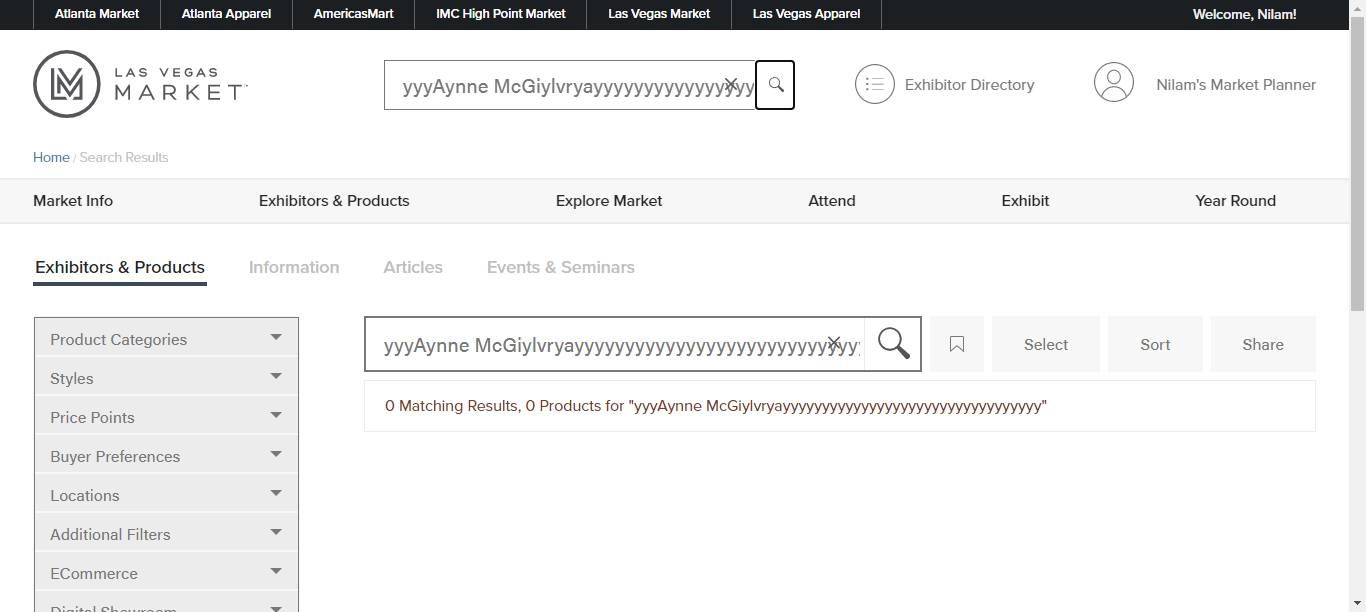 Atlanta Market Atlanta Apparel AmericasMart IMC High Point Market Las Vegas Market Las Vegas Apparel Welcome, Nilam!
LAS VEGAS
MARKET
yyyAynne McGiylvryayyyyyyyyyyyyyyyyyy
Exhibitor Directory
Nilam's Market Planner
Home / Search Results
Market Info Exhibitors & Products Explore Market Attend Exhibit Year Round
Exhibitors & Products Information Articles Events & Seminars
yyyAynne McGiylvryayyyyyyyyyyyyyyyyyyyyyyyyyyyy
Select Sort Share
0 Matching Results, 0 Products for "yyyAynne McGiylvryayyyyyyyyyyyyyyyyyyyyyyyyyyyyyyyyy"
Product Categories
Styles
Price Points
Buyer Preferences
Locations
Additional Filters
ECommerce
Digital Showroom